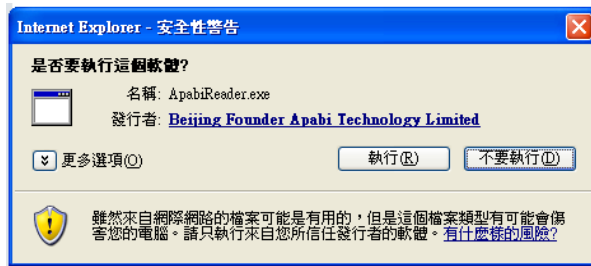 Internet Explorer - 安全性警告
是否要執行這個軟體?
名稱: ApabiReader.exe
發行者: Beijing Founder Apabi Technology Limited
更多選項(O)
執行(R)
不要執行(D)
雖然來自網際網路的檔案可能是有用的，但是這個檔案類型有可能會傷
害您的電腦。請只執行來自您所信任發行者的軟體。有什麼樣的風險?